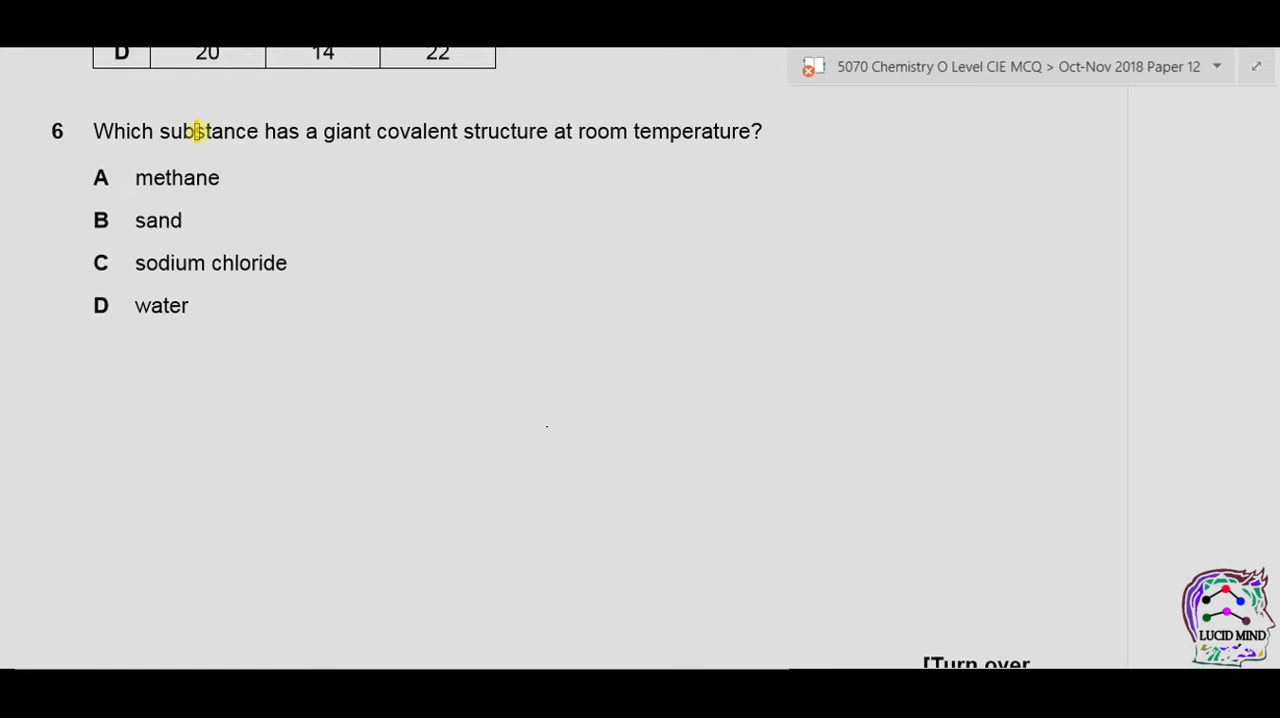 D 20 14 22
5070 Chemistry O Level CIE MCQ > Oct-Nov 2018 Paper 12
6 Which substance has a giant covalent structure at room temperature?
A methane
B sand
C sodium chloride
D water
LUCID MIND
[Turn over